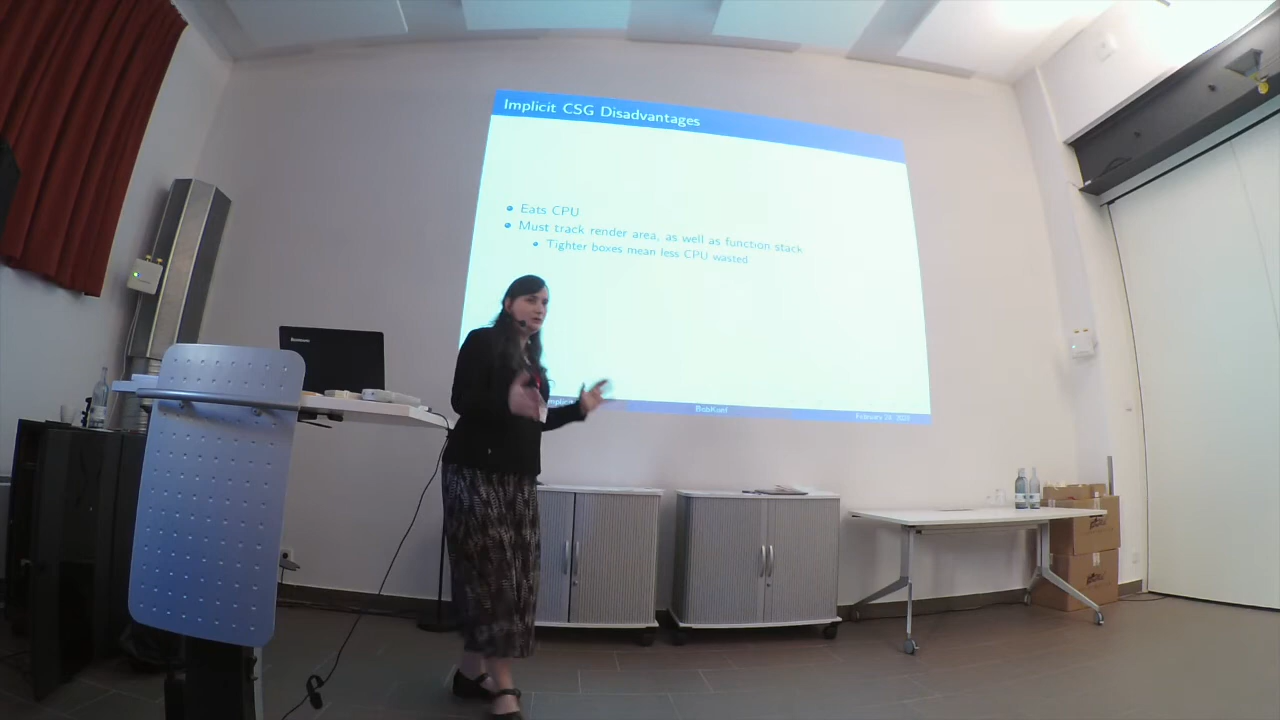 Implicit CSG Disadvantages
Eats CPU
Must track render area, as well as function stack
Tighter boxes mean less CPU wasted
BobKonf
lenovo